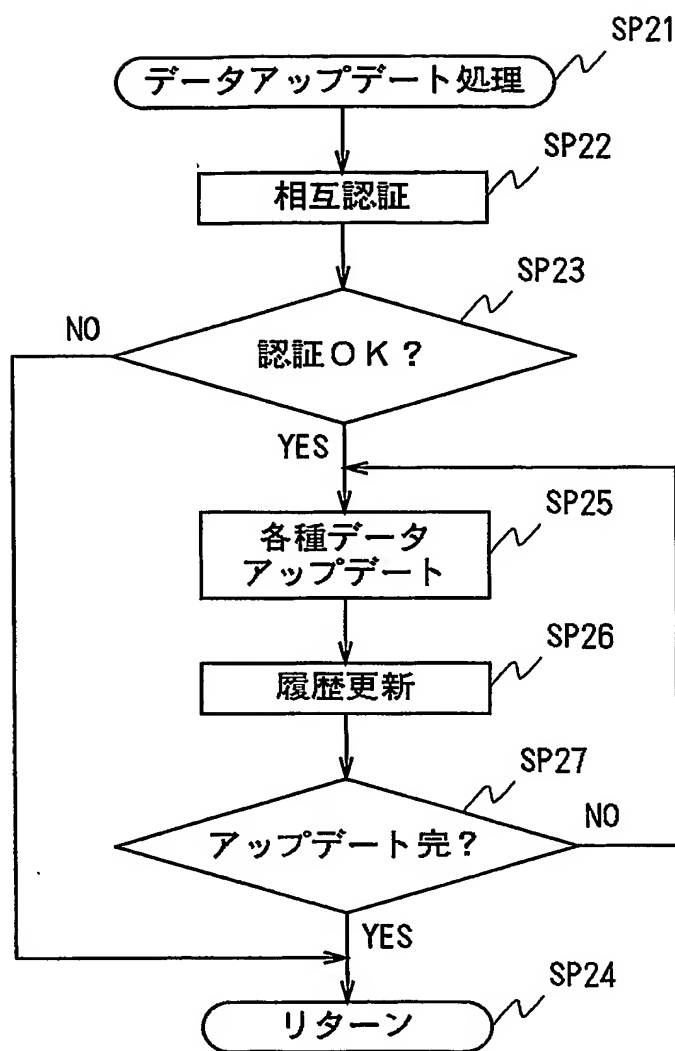 SP21
データアップデート処理
SP22
相互認証
SP23
NO
認証OK?
YES
SP25
各種データ
アップデート
SP26
履歴更新
SP27
アップデート完?
NO
YES
SP24
リターン